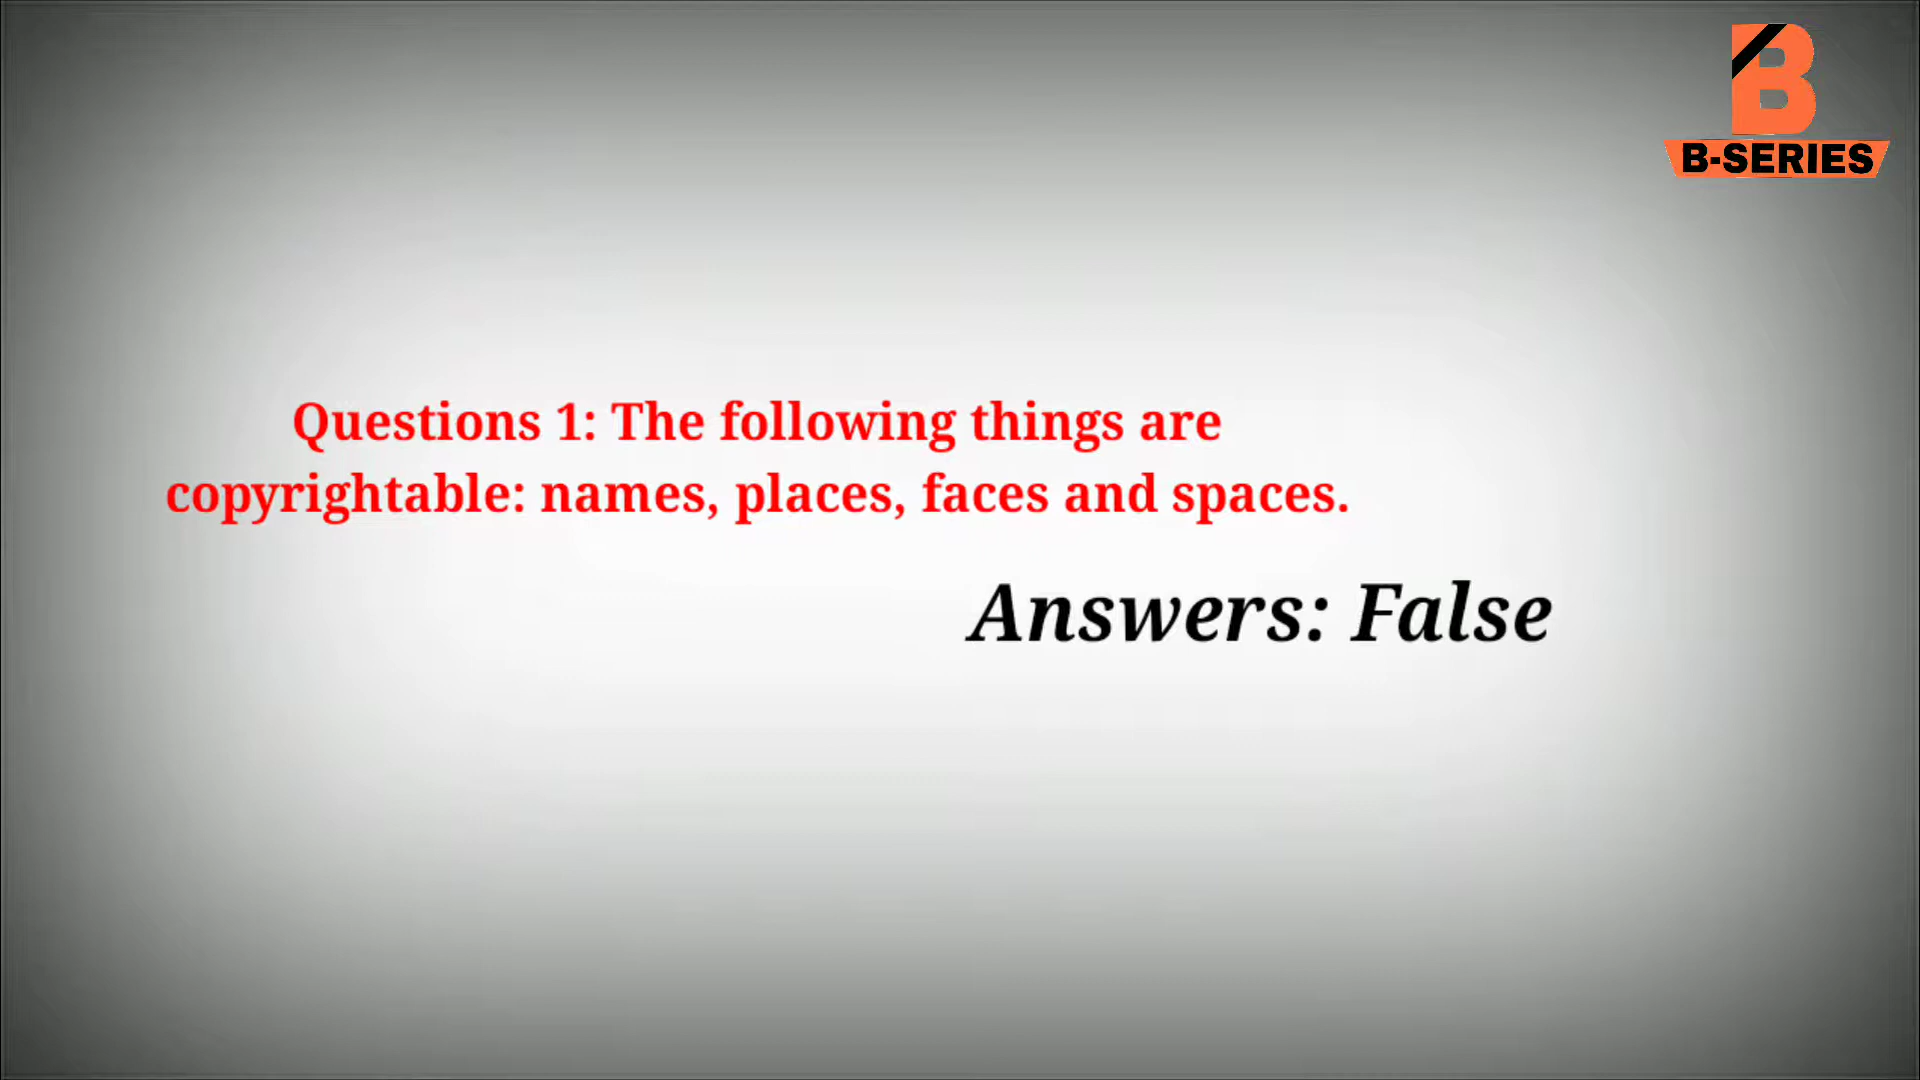 B
B-SERIES
Questions 1: The following things are
copyrightable: names, places, faces and spaces.
Answers: False